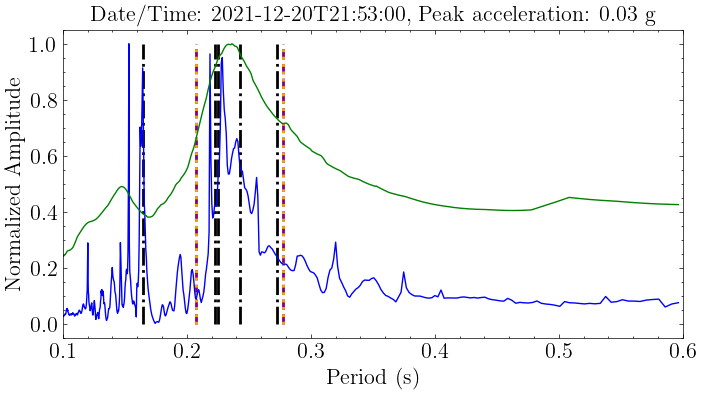 Date/Time: 2021-12-20T21:53:00, Peak acceleration: 0.03 g
Normalized Amplitude
1.0
0.8
0.6
0.4
0.2
0.0
0.1 0.2 0.3 0.4 0.5 0.6
Period (s)